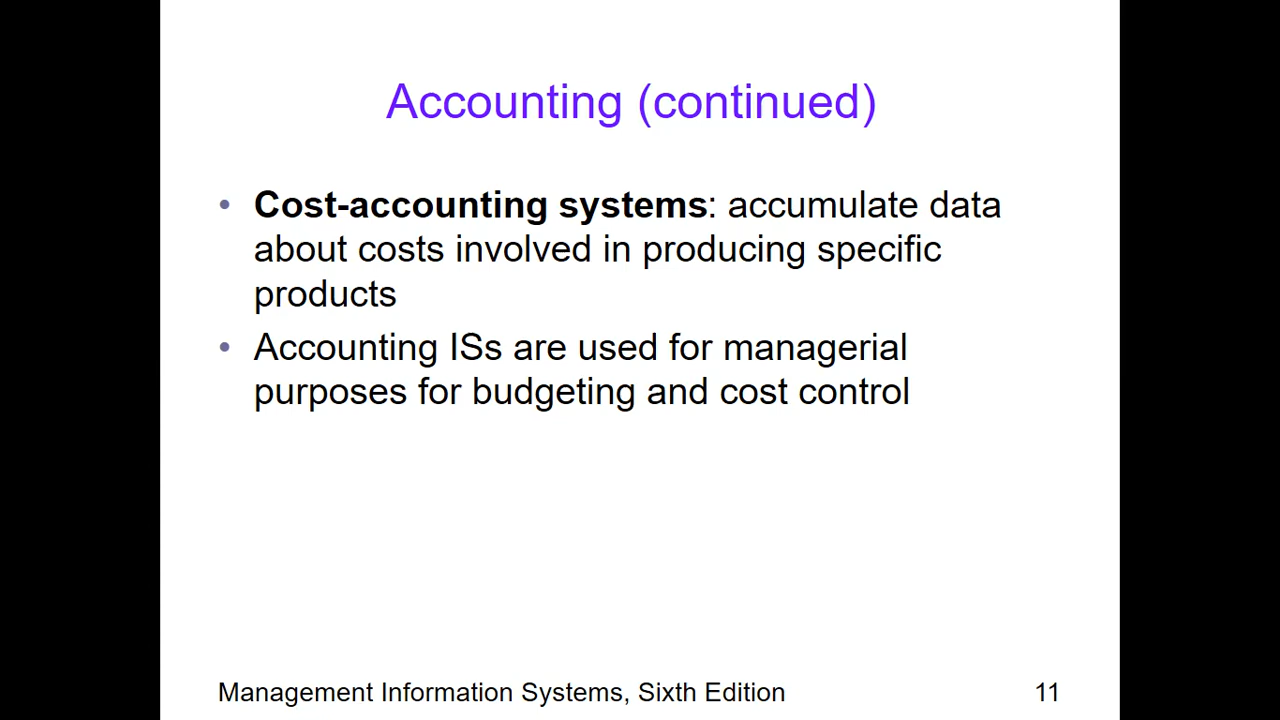 Accounting (continued)
• Cost-accounting systems: accumulate data
about costs involved in producing specific
products
• Accounting ISs are used for managerial
purposes for budgeting and cost control
Management Information Systems, Sixth Edition
11